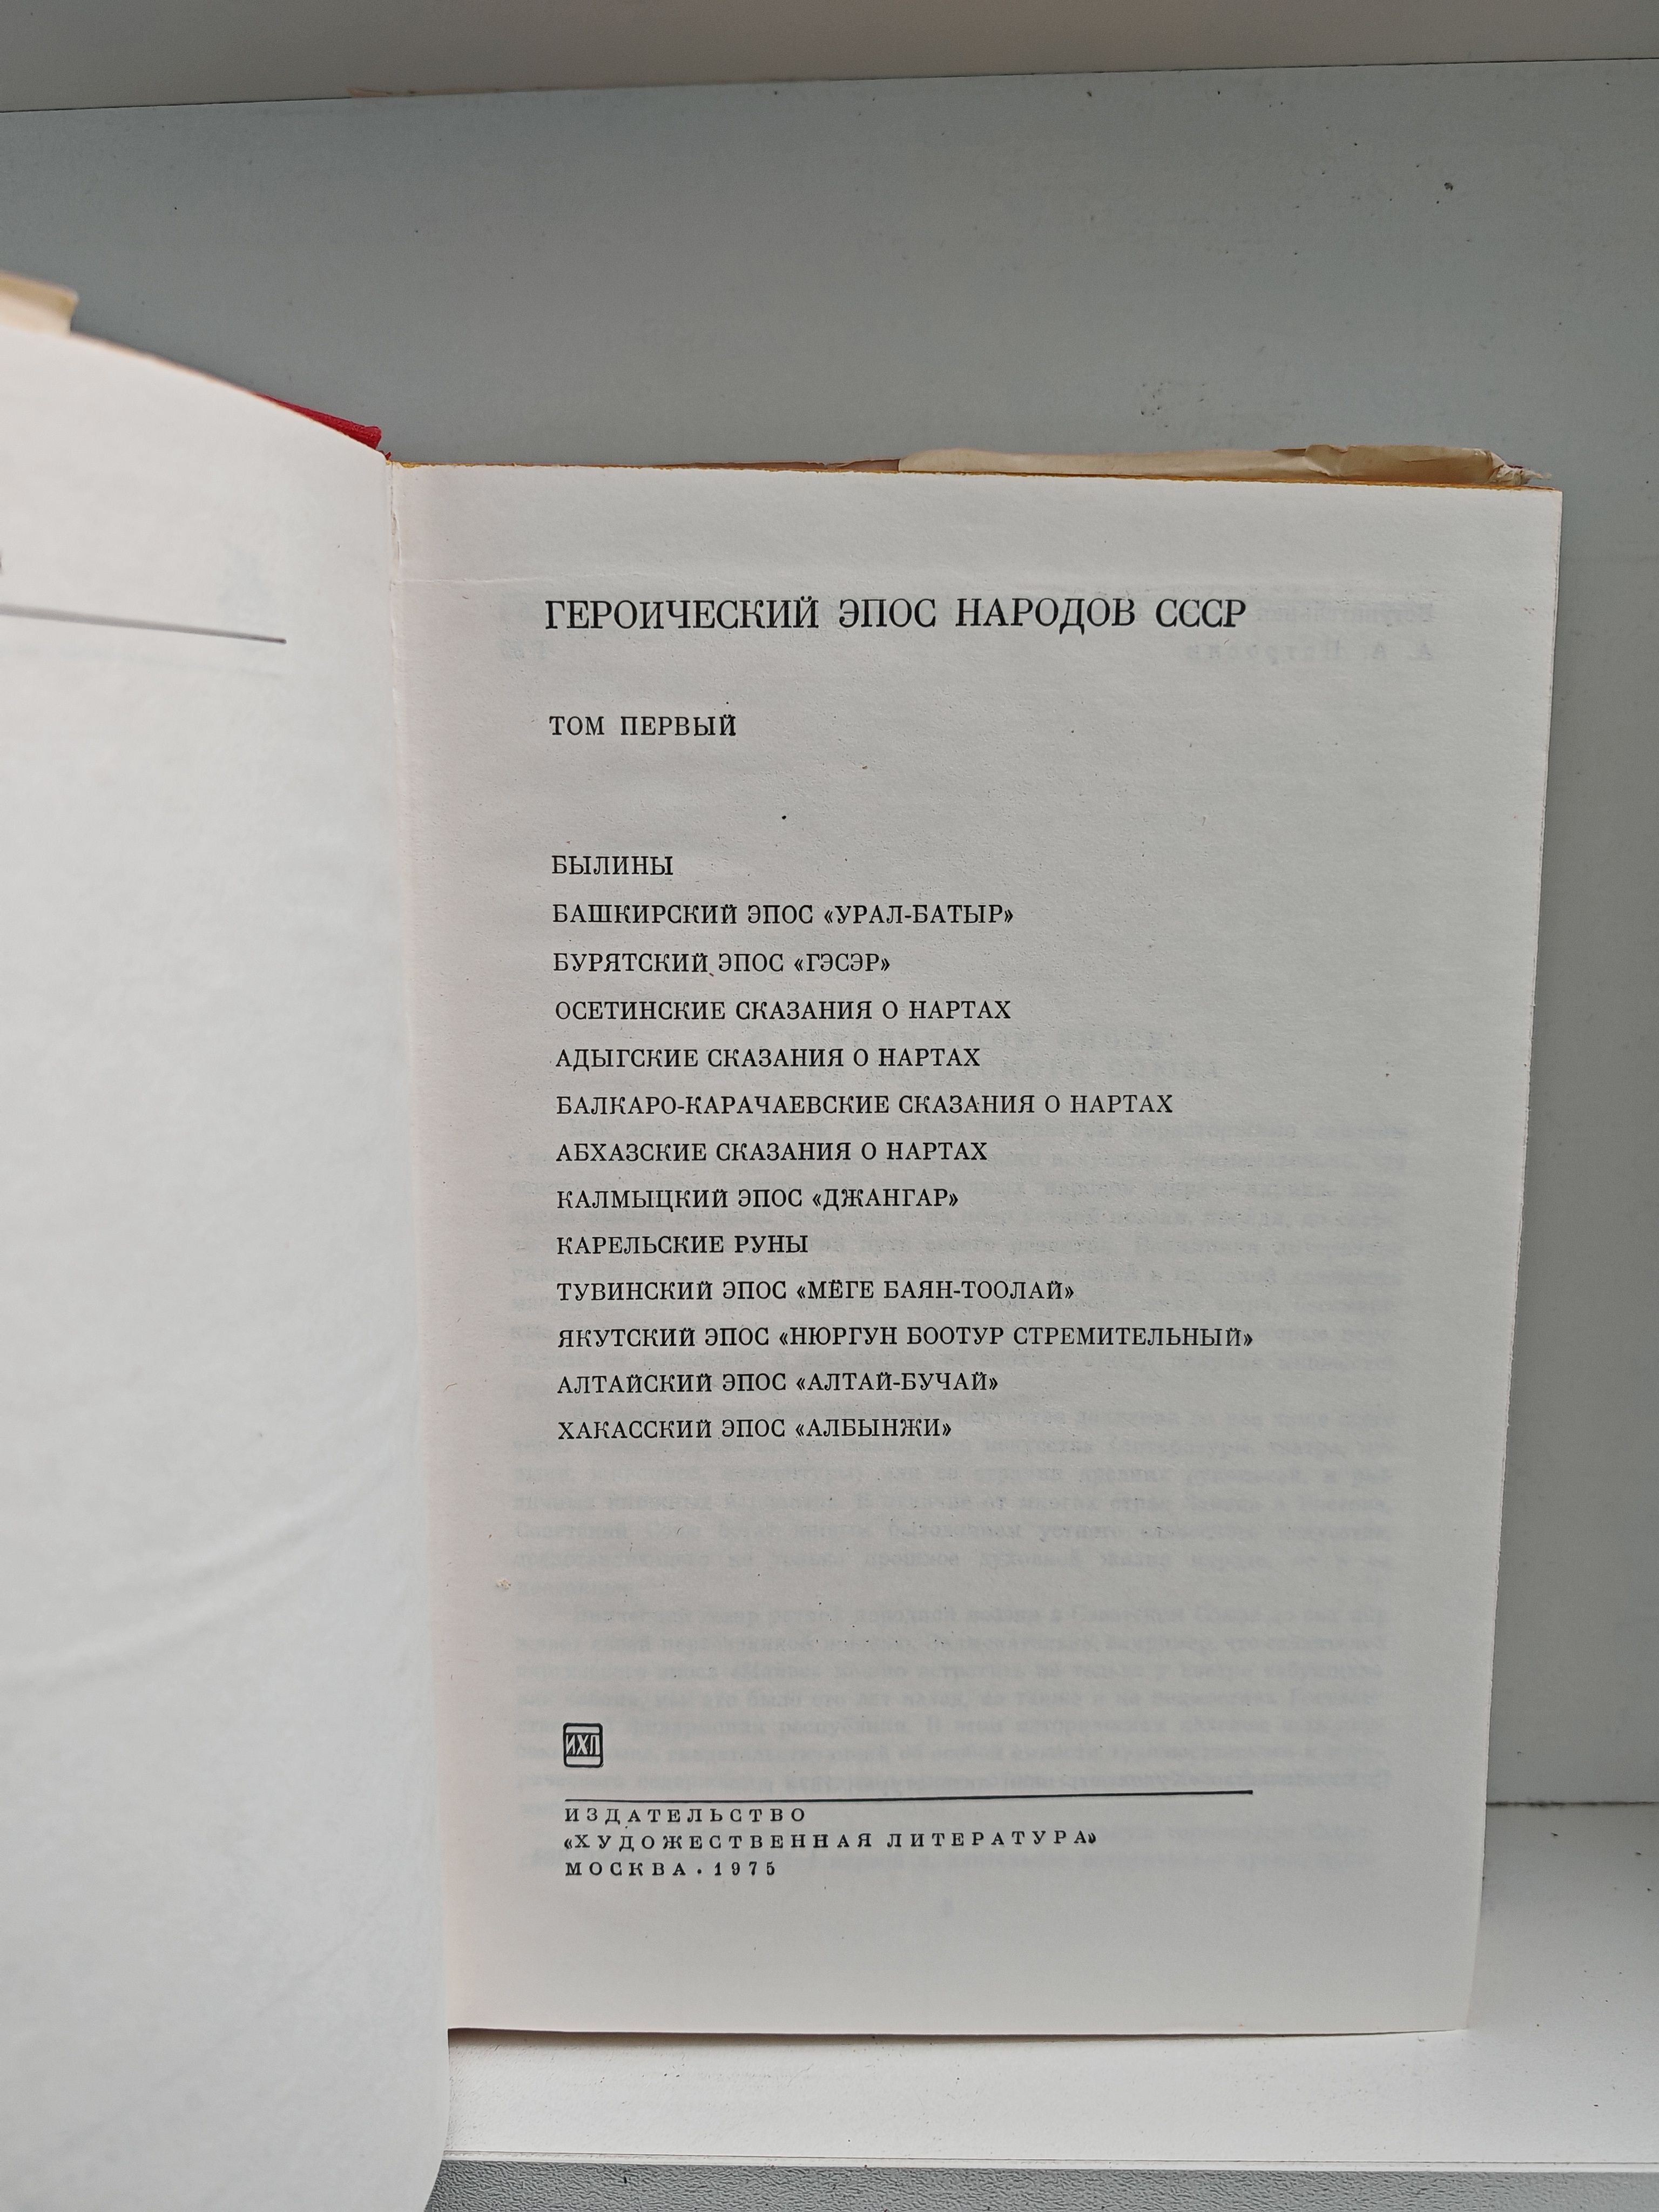 ГЕРОИЧЕСКИЙ ЭПОС НАРОДОВ СССР
ТОМ ПЕРВЫЙ
БЫЛИНЫ
БАШКИРСКИЙ ЭПОС «УРАЛ-БАТЫР»
БУРЯТСКИЙ ЭПОС «ГЭСЭР»
ОСЕТИНСКИЕ СКАЗАНИЯ О НАРТАХ
АДЫГСКИЕ СКАЗАНИЯ О НАРТАХ
БАЛКАРО-КАРАЧАЕВСКИЕ СКАЗАНИЯ О НАРТАХ
АБХАЗСКИЕ СКАЗАНИЯ О НАРТАХ
КАЛМЫЦКИЙ ЭПОС «ДЖАНГАР»
КАРЕЛЬСКИЕ РУНЫ
ТУВИНСКИЙ ЭПОС «МЁГЕ БАЯН-ТООЛАЙ»
ЯКУТСКИЙ ЭПОС «НЮРГУН БООТУР СТРЕМИТЕЛЬНЫЙ»
АЛТАЙСКИЙ ЭПОС «АЛТАЙ-БУЧАЙ»
ХАКАССКИЙ ЭПОС «АЛБЫНЖИ»
ИХЛ
ИЗДАТЕЛЬСТВО
«ХУДОЖЕСТВЕННАЯ ЛИТЕРАТУРА»
МОСКВА · 1975